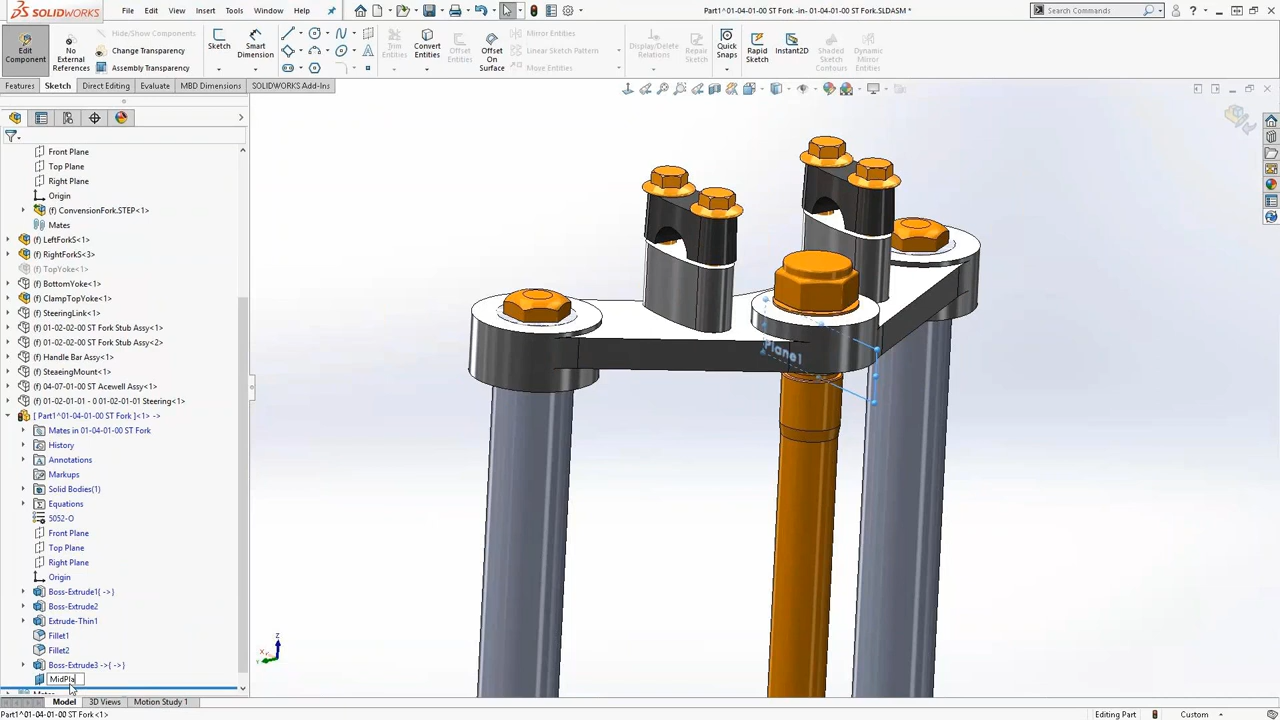 SOLIDWORKS File Edit View Insert Tools Window Part1^01-04-01-00 ST Fork -in- 01-04-01-00 ST Fork.SLDASM * Search Commands
Edit Component
No External References
Hide/Show Components
Change Transparency
Assembly Transparency
Sketch
Smart Dimension
Trim Entities
Convert Entities
Offset Entities
Offset On Surface
Mirror Entities
Linear Sketch Pattern
Move Entities
Display/Delete Relations
Repair Sketch
Quick Snaps
Rapid Sketch
Instant2D
Shaded Sketch Contours
Dynamic Mirror Entities
Features Sketch Direct Editing Evaluate MBD Dimensions SOLIDWORKS Add-Ins
Front Plane
Top Plane
Right Plane
Origin
(f) ConvensionFork.STEP<1>
Mates
(f) LeftForkS<1>
(f) RightForkS<3>
(f) TopYoke<1>
(f) BottomYoke<1>
(f) ClampTopYoke<1>
(f) SteeringLink<1>
(f) 01-02-02-00 ST Fork Stub Assy<1>
(f) 01-02-02-00 ST Fork Stub Assy<2>
(f) Handle Bar Assy<1>
(f) SteaeingMount<1>
(f) 04-07-01-00 ST Acewell Assy<1>
(f) 01-02-01-01 - 0 01-02-01-01 Steering<1>
[ Part1^01-04-01-00 ST Fork ]<1> ->
Mates in 01-04-01-00 ST Fork
History
Annotations
Markups
Solid Bodies(1)
Equations
5052-O
Front Plane
Top Plane
Right Plane
Origin
Boss-Extrude1{ -> }
Boss-Extrude2
Extrude-Thin1
Fillet1
Fillet2
Boss-Extrude3 ->{ -> }
MidPla
Plane1
Z
X
Y
Model 3D Views Motion Study 1
Part1^01-04-01-00 ST Fork<1> Editing Part Custom